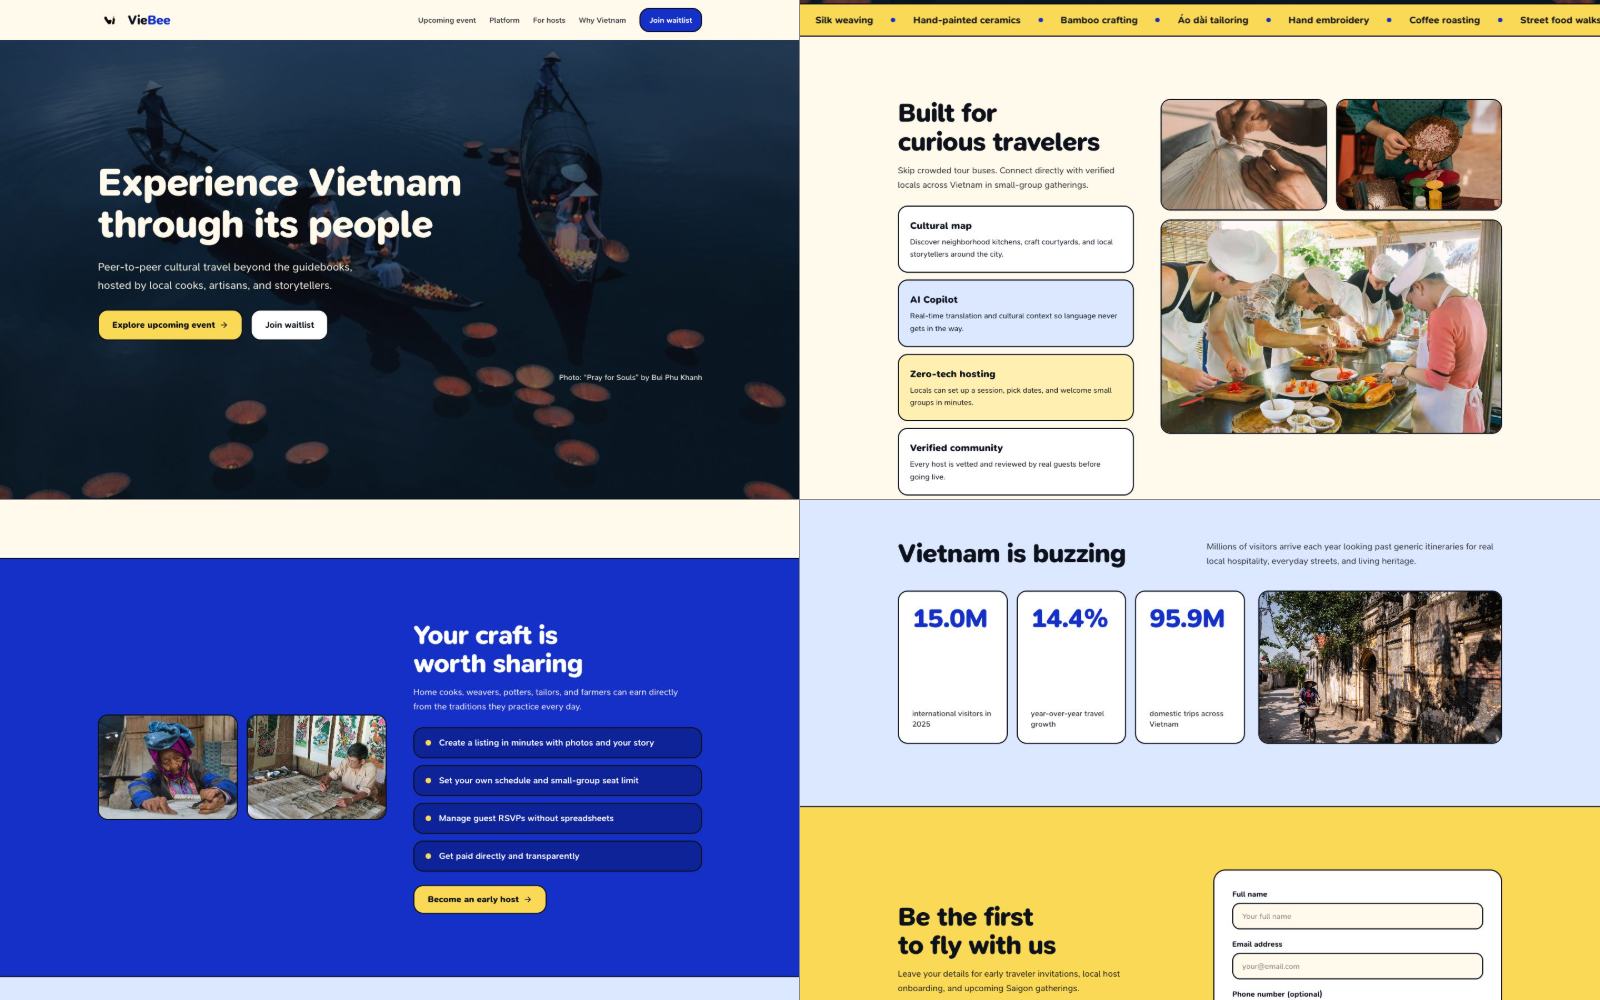 VieBee
Upcoming event
Platform
For hosts
Why Vietnam
Join waitlist
Experience Vietnam
through its people
Peer-to-peer cultural travel beyond the guidebooks,
hosted by local cooks, artisans, and storytellers.
Explore upcoming event →
Join waitlist
Photo: "Pray for Souls" by Bui Phu Khanh
Silk weaving • Hand-painted ceramics • Bamboo crafting • Áo dài tailoring • Hand embroidery • Coffee roasting • Street food walks
Built for
curious travelers
Skip crowded tour buses. Connect directly with verified
locals across Vietnam in small-group gatherings.
Cultural map
Discover neighborhood kitchens, craft courtyards, and local
storytellers around the city.
AI Copilot
Real-time translation and cultural context so language never
gets in the way.
Zero-tech hosting
Locals can set up a session, pick dates, and welcome small
groups in minutes.
Verified community
Every host is vetted and reviewed by real guests before
going live.
Your craft is
worth sharing
Home cooks, weavers, potters, tailors, and farmers can earn directly
from the traditions they practice every day.
Create a listing in minutes with photos and your story
Set your own schedule and small-group seat limit
Manage guest RSVPs without spreadsheets
Get paid directly and transparently
Become an early host →
Vietnam is buzzing
Millions of visitors arrive each year looking past generic itineraries for real
local hospitality, everyday streets, and living heritage.
15.0M
international visitors in
2025
14.4%
year-over-year travel
growth
95.9M
domestic trips across
Vietnam
Be the first
to fly with us
Leave your details for early traveler invitations, local host
onboarding, and upcoming Saigon gatherings.
Full name
Your full name
Email address
your@email.com
Phone number (optional)